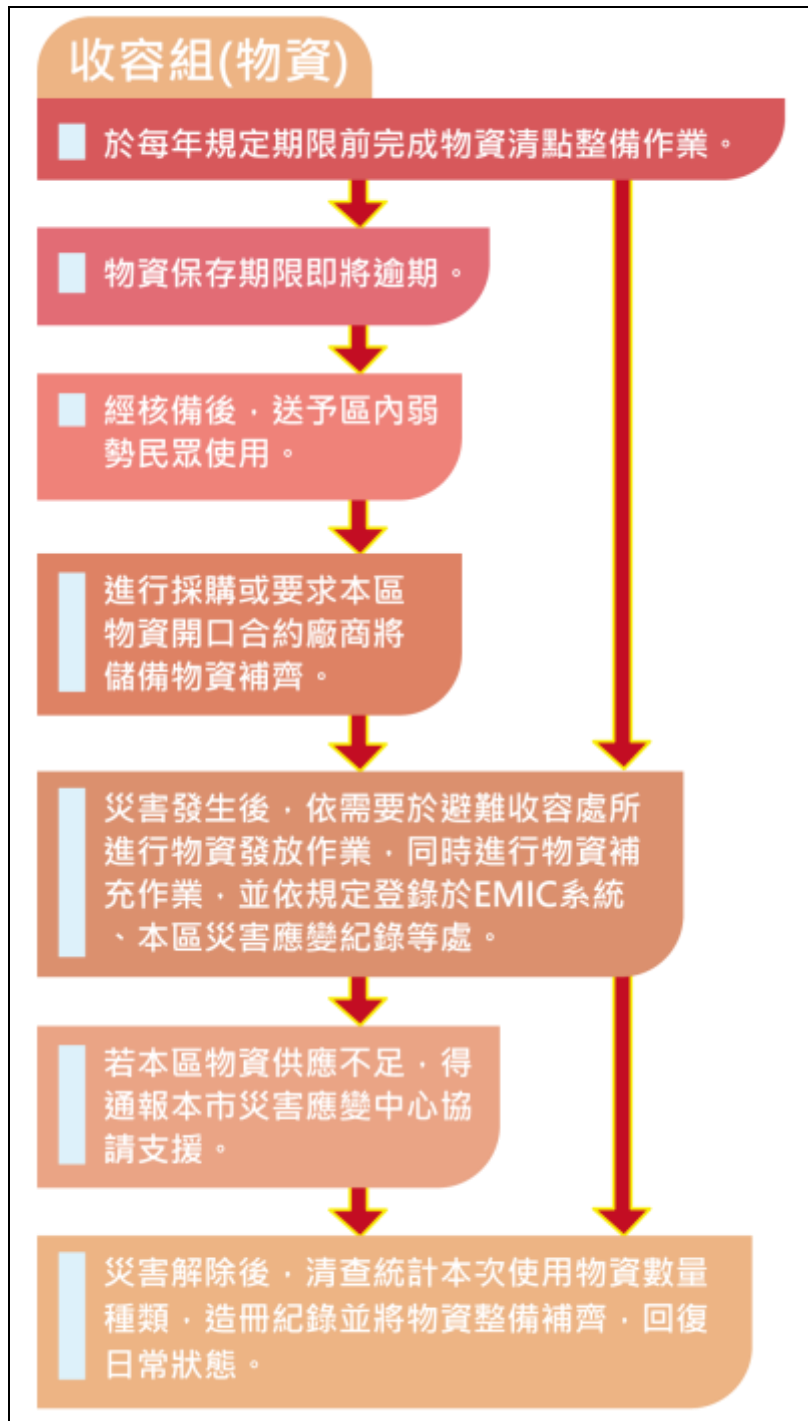 收容組(物資)
於每年規定期限前完成物資清點整備作業。
物資保存期限即將逾期。
經核備後，送予區內弱
勢民眾使用。
進行採購或要求本區
物資開口合約廠商將
儲備物資補齊。
災害發生後，依需要於避難收容處所
進行物資發放作業，同時進行物資補
充作業，並依規定登錄於EMIC系統
、本區災害應變紀錄等處。
若本區物資供應不足，得
通報本市災害應變中心協
請支援。
災害解除後，清查統計本次使用物資數量
種類，造冊紀錄並將物資整備補齊，回復
日常狀態。